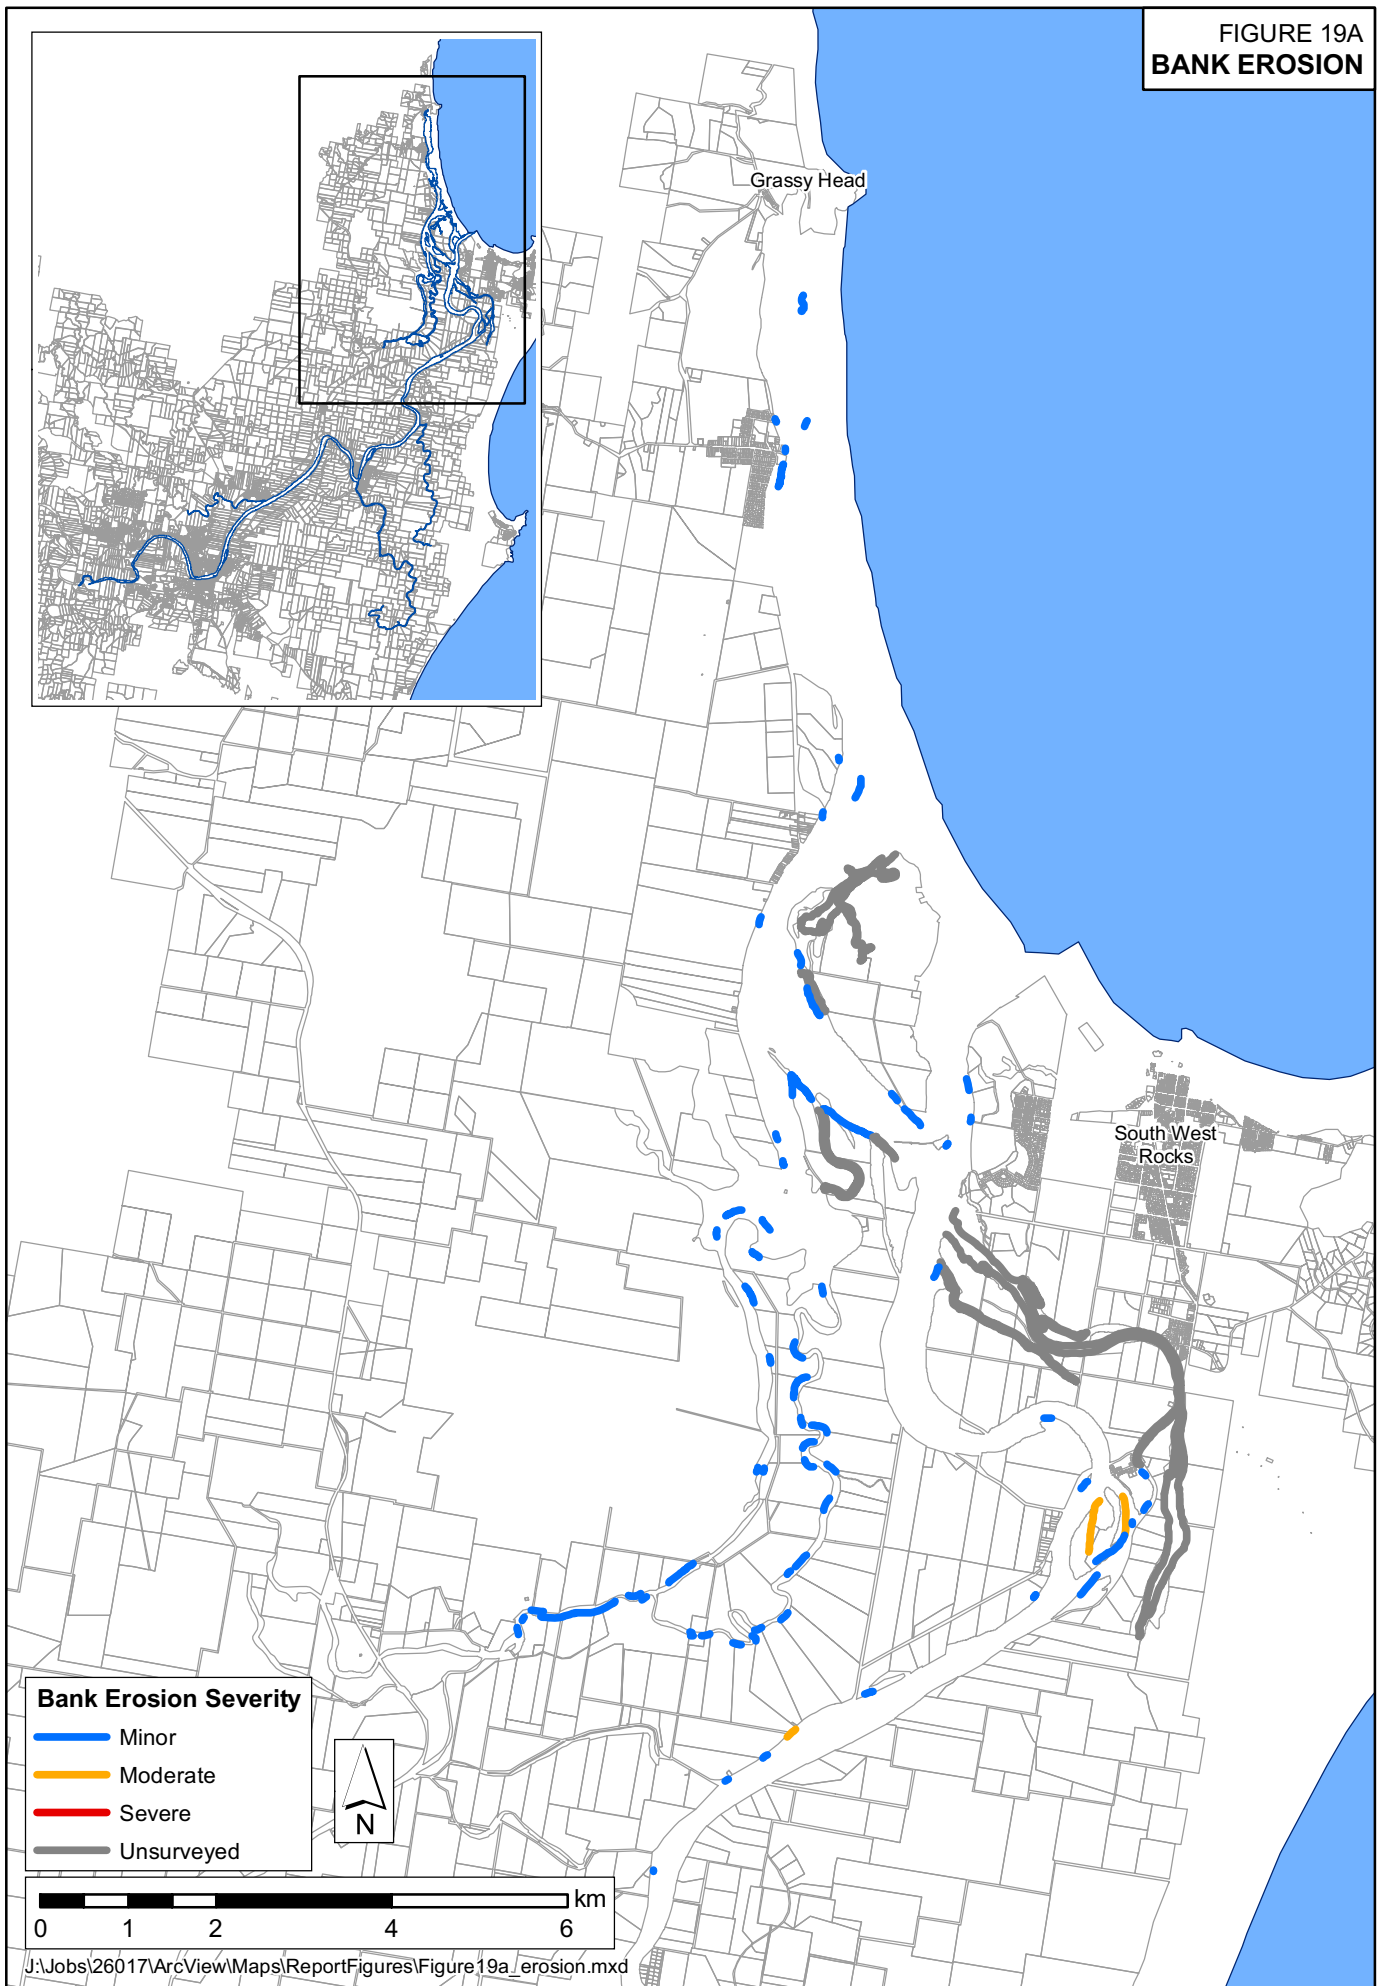 FIGURE 19A
BANK EROSION
Grassy Head
South West
Rocks
Bank Erosion Severity
Minor
Moderate
Severe
Unsurveyed
N
km
0 1 2 4 6
J:\Jobs\26017\ArcView\Maps\ReportFigures\Figure19a_erosion.mxd